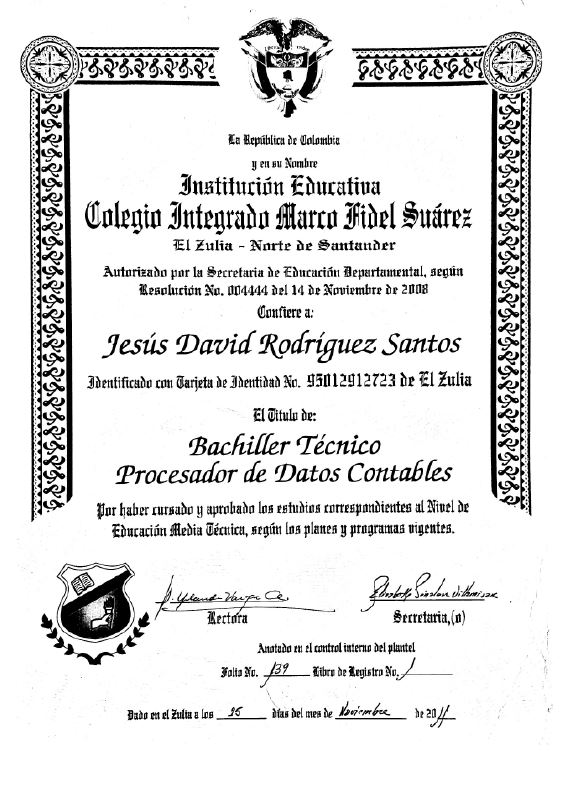 La República de Colombia
y en su Nombre
Institución Educativa
Colegio Integrado Marco Fidel Suárez
El Zulia - Norte de Santander
Autorizado por la Secretaria de Educación Departamental, según
Resolución No. 004444 del 14 de Noviembre de 2008
Confiere a:
Jesús David Rodríguez Santos
Identificado con Tarjeta de Identidad No. 95012912723 de El Zulia
El Titulo de:
Bachiller Técnico
Procesador de Datos Contables
Por haber cursado y aprobado los estudios correspondientes al Nivel de
Educación Media Técnica, según los planes y programas vigentes.
Rectora Secretaria,(o)
Anotado en el control interno del plantel
Folio No. 139 Libro de Registro No. 1
Dado en el Zulia a los 25 días del mes de Noviembre de 2011